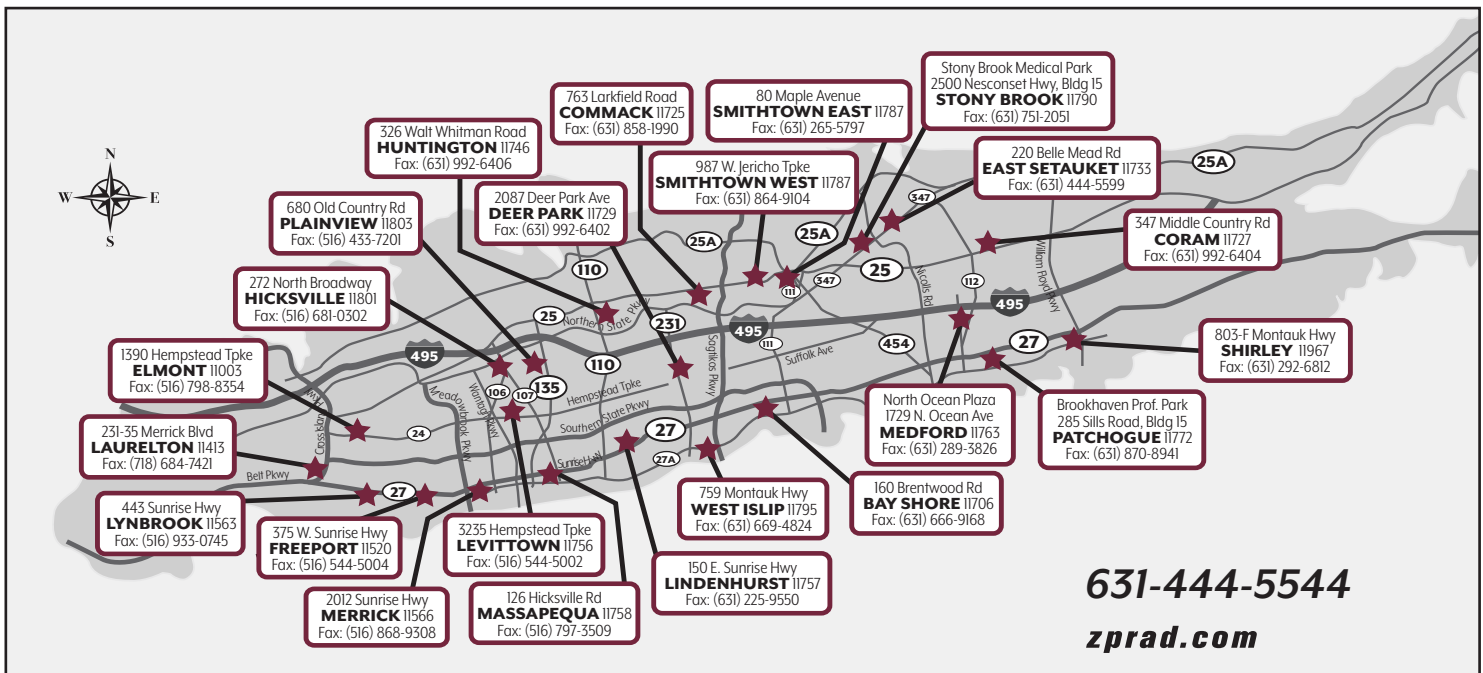 Stony Brook Medical Park
2500 Nesconset Hwy, Bldg 15
STONY BROOK 11790
Fax: (631) 751-2051
763 Larkfield Road
COMMACK 11725
Fax: (631) 858-1990
80 Maple Avenue
SMITHTOWN EAST 11787
Fax: (631) 265-5797
326 Walt Whitman Road
HUNTINGTON 11746
Fax: (631) 992-6406
220 Belle Mead Rd
EAST SETAUKET 11733
Fax: (631) 444-5599
987 W. Jericho Tpke
SMITHTOWN WEST 11787
Fax: (631) 864-9104
2087 Deer Park Ave
DEER PARK 11729
Fax: (631) 992-6402
680 Old Country Rd
PLAINVIEW 11803
Fax: (516) 433-7201
347 Middle Country Rd
CORAM 11727
Fax: (631) 992-6404
272 North Broadway
HICKSVILLE 11801
Fax: (516) 681-0302
1390 Hempstead Tpke
ELMONT 11003
Fax: (516) 798-8354
803-F Montauk Hwy
SHIRLEY 11967
Fax: (631) 292-6812
231-35 Merrick Blvd
LAURELTON 11413
Fax: (718) 684-7421
North Ocean Plaza
1729 N. Ocean Ave
MEDFORD 11763
Fax: (631) 289-3826
Brookhaven Prof. Park
285 Sills Road, Bldg 15
PATCHOGUE 11772
Fax: (631) 870-8941
443 Sunrise Hwy
LYNBROOK 11563
Fax: (516) 933-0745
375 W. Sunrise Hwy
FREEPORT 11520
Fax: (516) 544-5004
3235 Hempstead Tpke
LEVITTOWN 11756
Fax: (516) 544-5002
759 Montauk Hwy
WEST ISLIP 11795
Fax: (631) 669-4824
160 Brentwood Rd
BAY SHORE 11706
Fax: (631) 666-9168
150 E. Sunrise Hwy
LINDENHURST 11757
Fax: (631) 225-9550
2012 Sunrise Hwy
MERRICK 11566
Fax: (516) 868-9308
126 Hicksville Rd
MASSAPEQUA 11758
Fax: (516) 797-3509
N
W
E
S
25A
347
25A
25A
110
25
347
111
112
495
William Floyd Pkwy
Nicolls Rd
25
Northern State Pkwy
231
495
495
110
111
Suffolk Ave
454
27
Sagtikos Pkwy
135
106
107
Hempstead Tpke
Wantagh Pkwy
Meadowbrook Pkwy
Southern State Pkwy
24
27
27A
Sunrise Hwy
Cross Island Pkwy
Belt Pkwy
27
631-444-5544
zprad.com